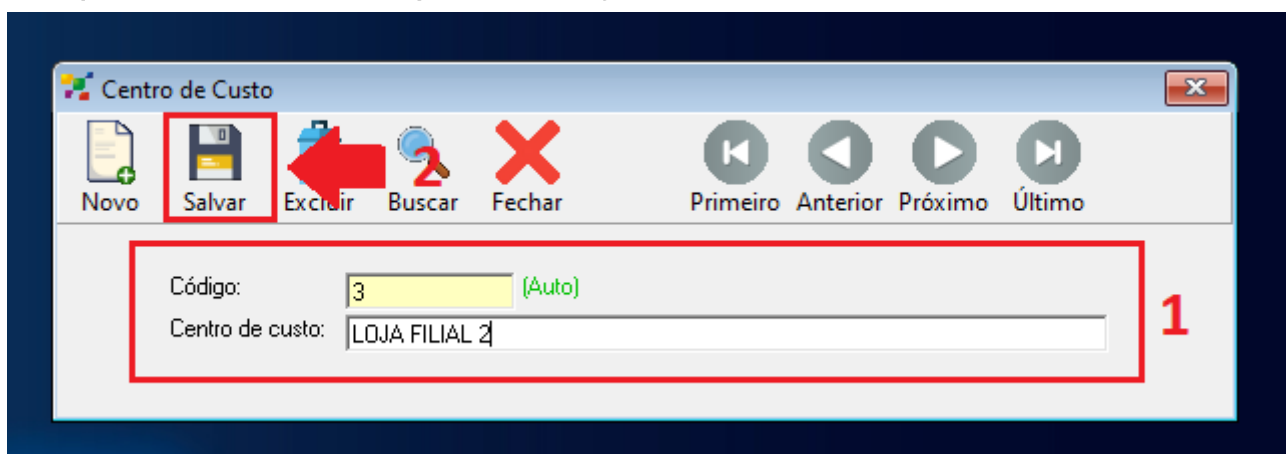 Centro de Custo
2
Novo Salvar Excluir Buscar Fechar Primeiro Anterior Próximo Último
Código: 3 (Auto)
Centro de custo: LOJA FILIAL 2
1